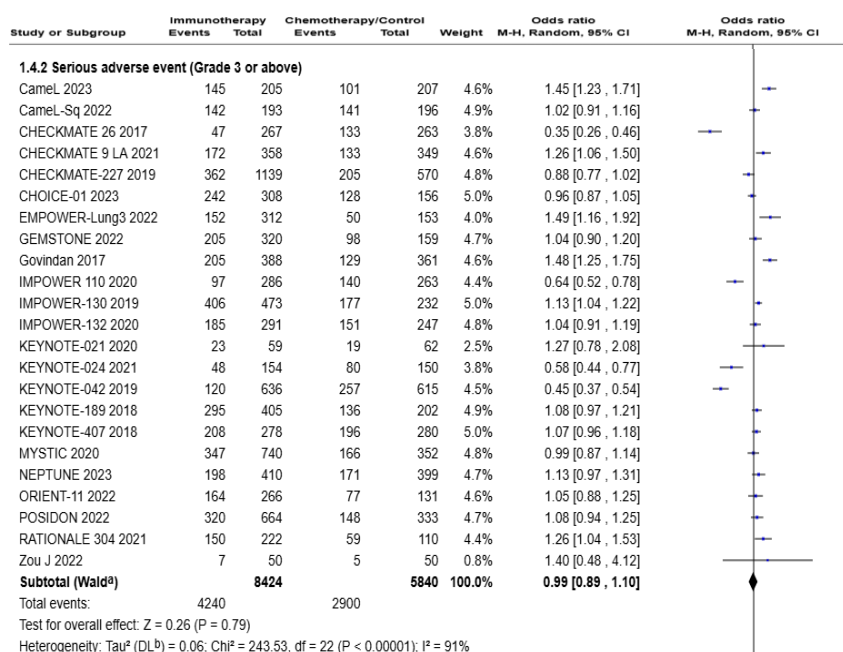 Immunotherapy Chemotherapy/Control Odds ratio Odds ratio
Study or Subgroup Events Total Events Total Weight M-H, Random, 95% CI M-H, Random, 95% CI
1.4.2 Serious adverse event (Grade 3 or above)
CameL 2023 145 205 101 207 4.6% 1.45 [1.23 , 1.71]
CameL-Sq 2022 142 193 141 196 4.9% 1.02 [0.91 , 1.16]
CHECKMATE 26 2017 47 267 133 263 3.8% 0.35 [0.26 , 0.46]
CHECKMATE 9 LA 2021 172 358 133 349 4.6% 1.26 [1.06 , 1.50]
CHECKMATE-227 2019 362 1139 205 570 4.7% 0.88 [0.77 , 1.02]
CHOICE-01 2023 242 308 128 156 5.0% 0.96 [0.87 , 1.05]
EMPOWER-Lung3 2022 152 312 50 153 4.0% 1.49 [1.16 , 1.92]
GEMSTONE 2022 205 320 98 159 4.7% 1.04 [0.90 , 1.20]
Govindan 2017 205 388 129 361 4.6% 1.48 [1.25 , 1.75]
IMPOWER 110 2020 97 286 140 263 4.4% 0.64 [0.52 , 0.78]
IMPOWER-130 2019 406 473 177 232 5.0% 1.13 [1.04 , 1.22]
IMPOWER-132 2020 185 291 151 247 4.8% 1.04 [0.91 , 1.19]
KEYNOTE-021 2020 23 59 19 62 2.5% 1.27 [0.78 , 2.08]
KEYNOTE-024 2021 48 154 80 150 3.8% 0.58 [0.44 , 0.77]
KEYNOTE-042 2019 120 636 257 615 4.5% 0.45 [0.37 , 0.54]
KEYNOTE-189 2018 295 405 136 202 4.9% 1.08 [0.97 , 1.21]
KEYNOTE-407 2018 208 278 196 280 5.0% 1.07 [0.96 , 1.18]
MYSTIC 2020 347 740 166 352 4.8% 0.99 [0.87 , 1.14]
NEPTUNE 2023 198 410 171 399 4.7% 1.13 [0.97 , 1.31]
ORIENT-11 2022 164 266 77 131 4.6% 1.05 [0.88 , 1.25]
POSIDON 2022 320 664 148 333 4.7% 1.08 [0.94 , 1.25]
RATIONALE 304 2021 150 222 59 110 4.4% 1.26 [1.04 , 1.53]
Zou J 2022 7 50 5 50 0.8% 1.40 [0.48 , 4.12]
Subtotal (Waldᵃ) 8424 5840 100.0% 0.99 [0.89 , 1.10]
Total events: 4240 2900
Test for overall effect: Z = 0.26 (P = 0.79)
Heterogeneity: Tau² (DLᵇ) = 0.06; Chi² = 243.53, df = 22 (P < 0.00001); I² = 91%